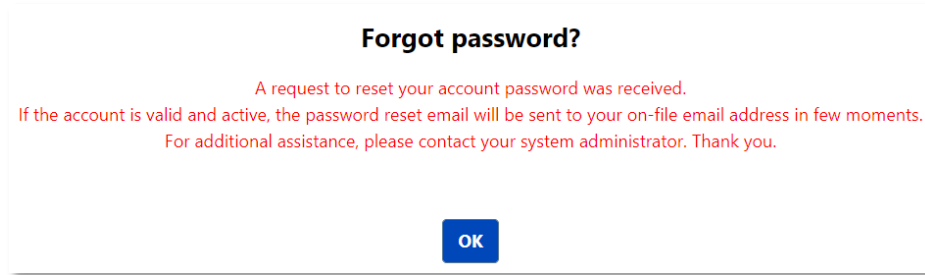 Forgot password?
A request to reset your account password was received.
If the account is valid and active, the password reset email will be sent to your on-file email address in few moments.
For additional assistance, please contact your system administrator. Thank you.
OK